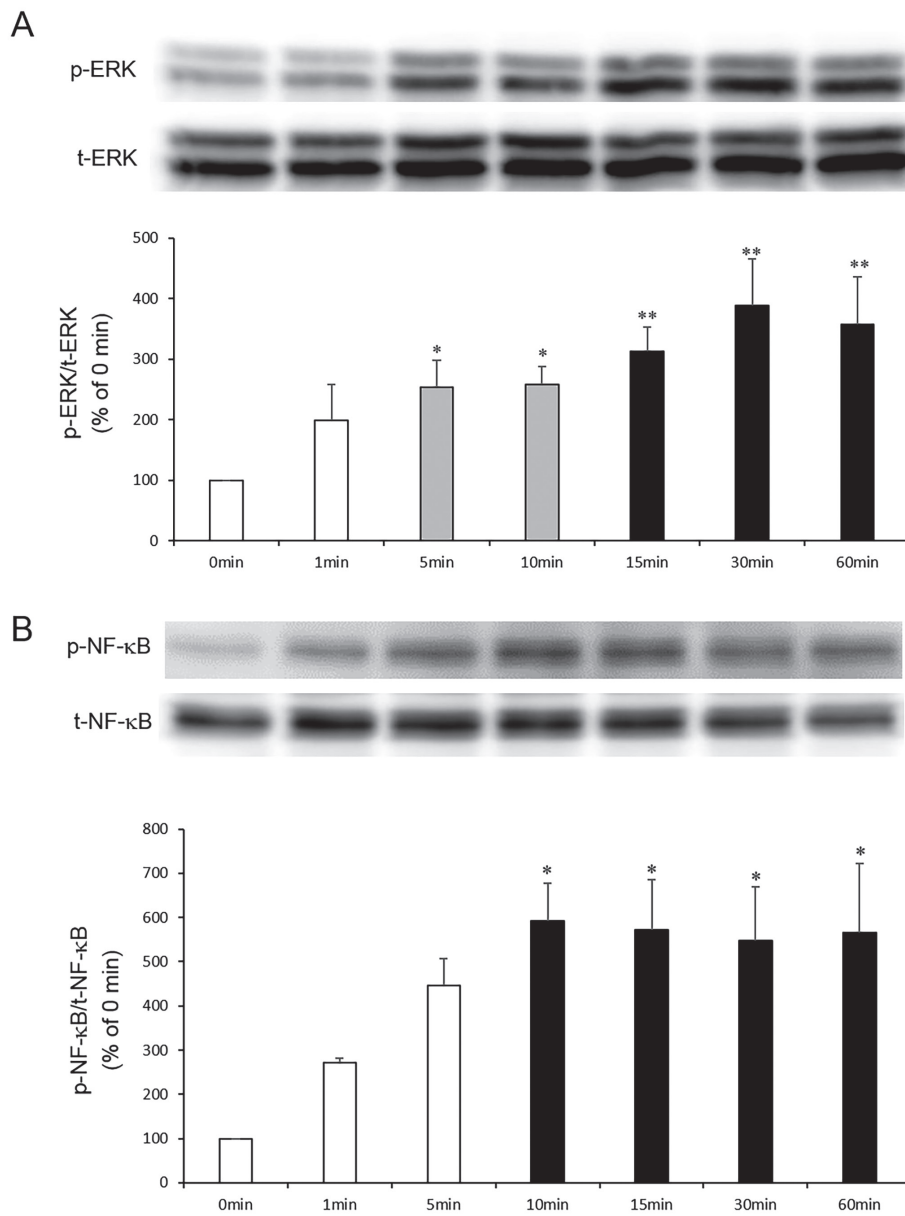 A
p-ERK
t-ERK
p-ERK/t-ERK
(% of 0 min)
500
400
300
200
100
0
* * ** ** **
0min 1min 5min 10min 15min 30min 60min
B
p-NF-κB
t-NF-κB
p-NF-κB/t-NF-κB
(% of 0 min)
800
700
600
500
400
300
200
100
0
* * * *
0min 1min 5min 10min 15min 30min 60min